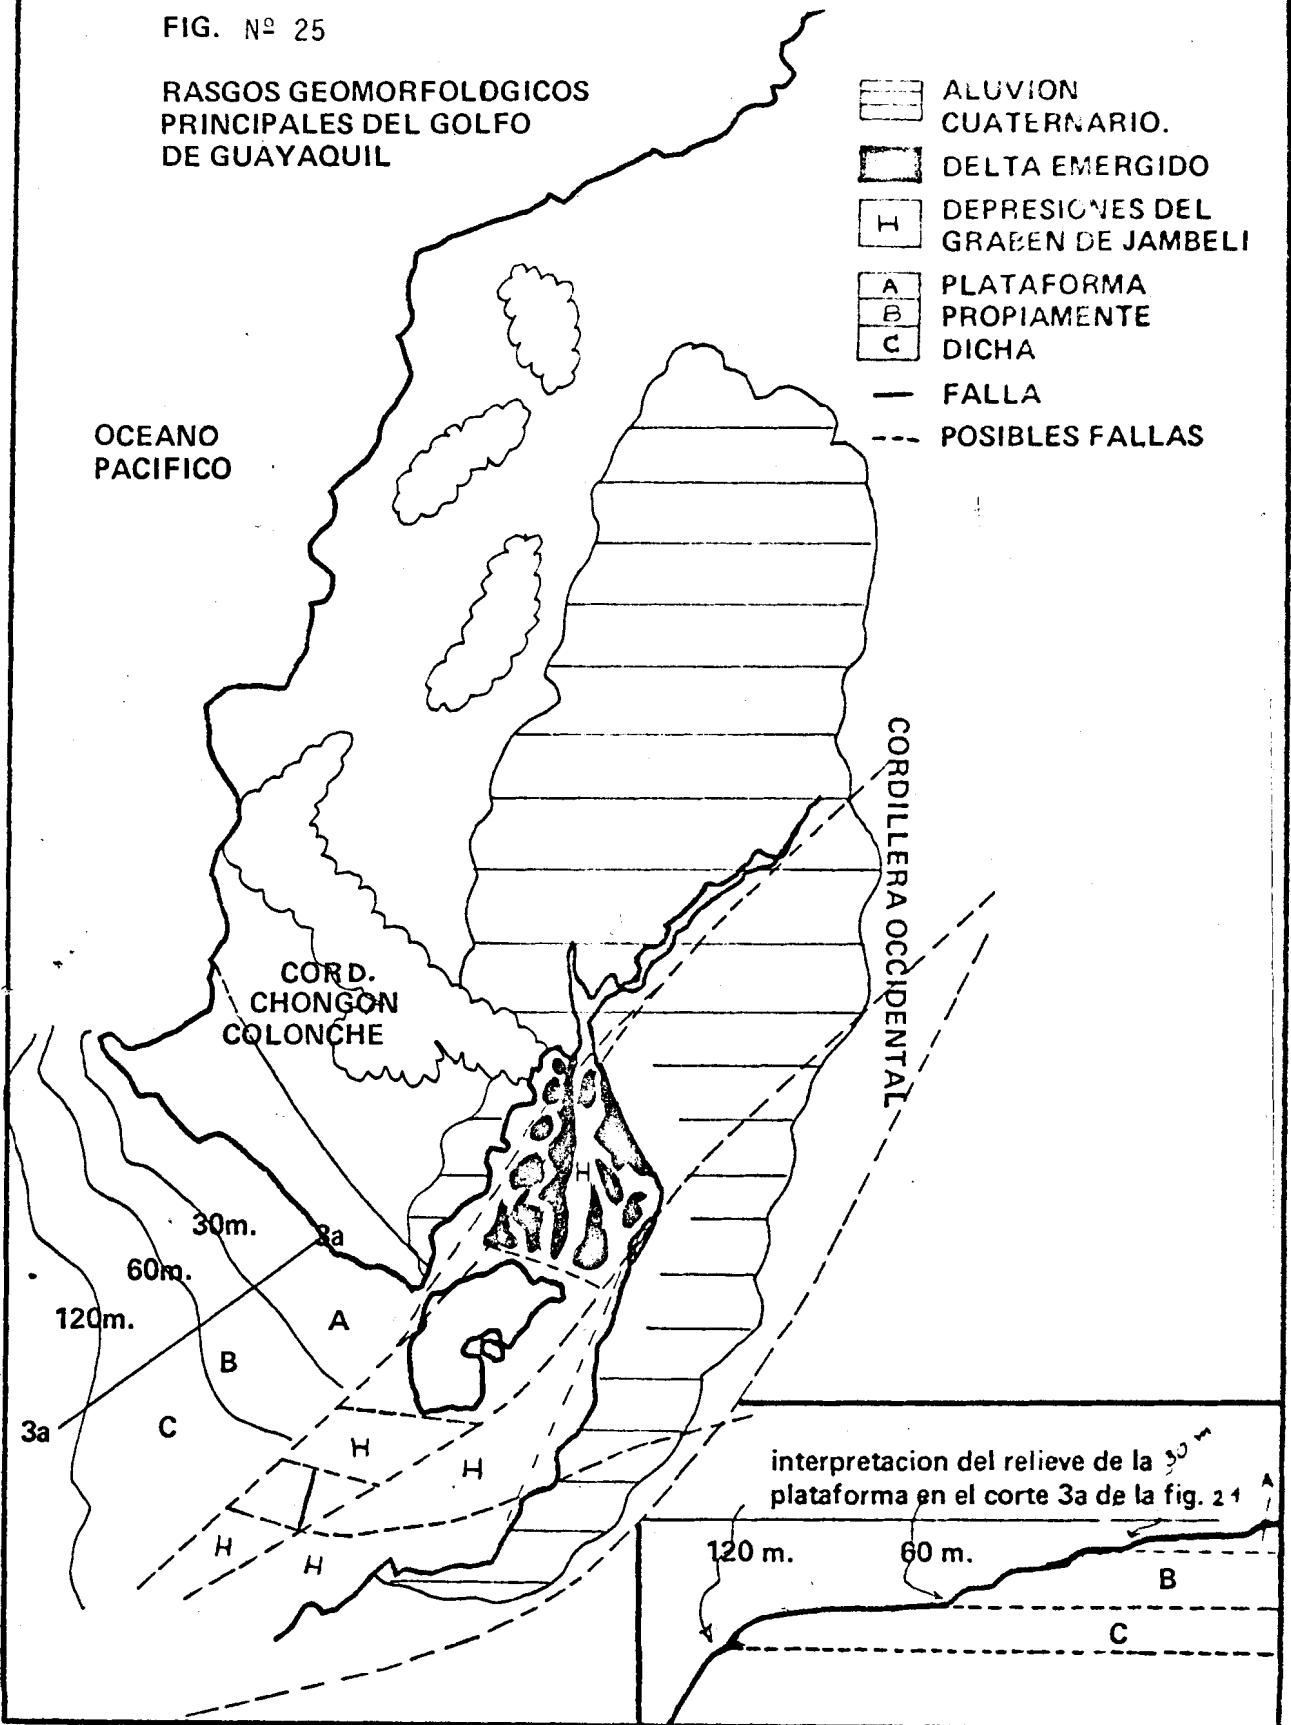 FIG. Nº 25
RASGOS GEOMORFOLOGICOS
PRINCIPALES DEL GOLFO
DE GUAYAQUIL
ALUVION
CUATERNARIO.
DELTA EMERGIDO
H
DEPRESIONES DEL
GRABEN DE JAMBELI
A PLATAFORMA
B PROPIAMENTE
C DICHA
FALLA
POSIBLES FALLAS
OCEANO
PACIFICO
CORDILLERA OCCIDENTAL
CORD.
CHONGON
COLONCHE
H
30m.
3a
60m.
120m.
A
B
C
3a
H
H
H
H
interpretacion del relieve de la 30 m
plataforma en el corte 3a de la fig. 21
A
120 m.
60 m.
B
C